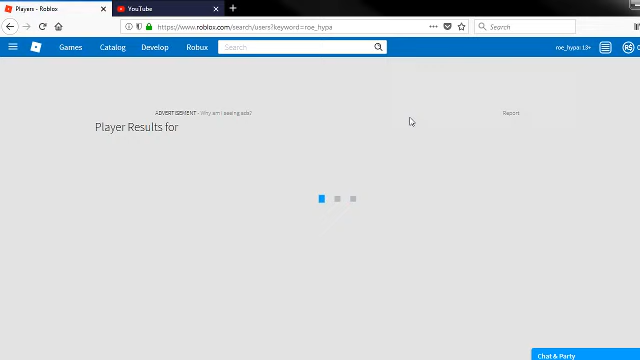 Players - Roblox
YouTube
https://www.roblox.com/search/users?keyword=roe_hypa
Search
Games
Catalog
Develop
Robux
Search
roe_hypa: 13+
ADVERTISEMENT - Why am I seeing ads?
Report
Player Results for
Chat & Party